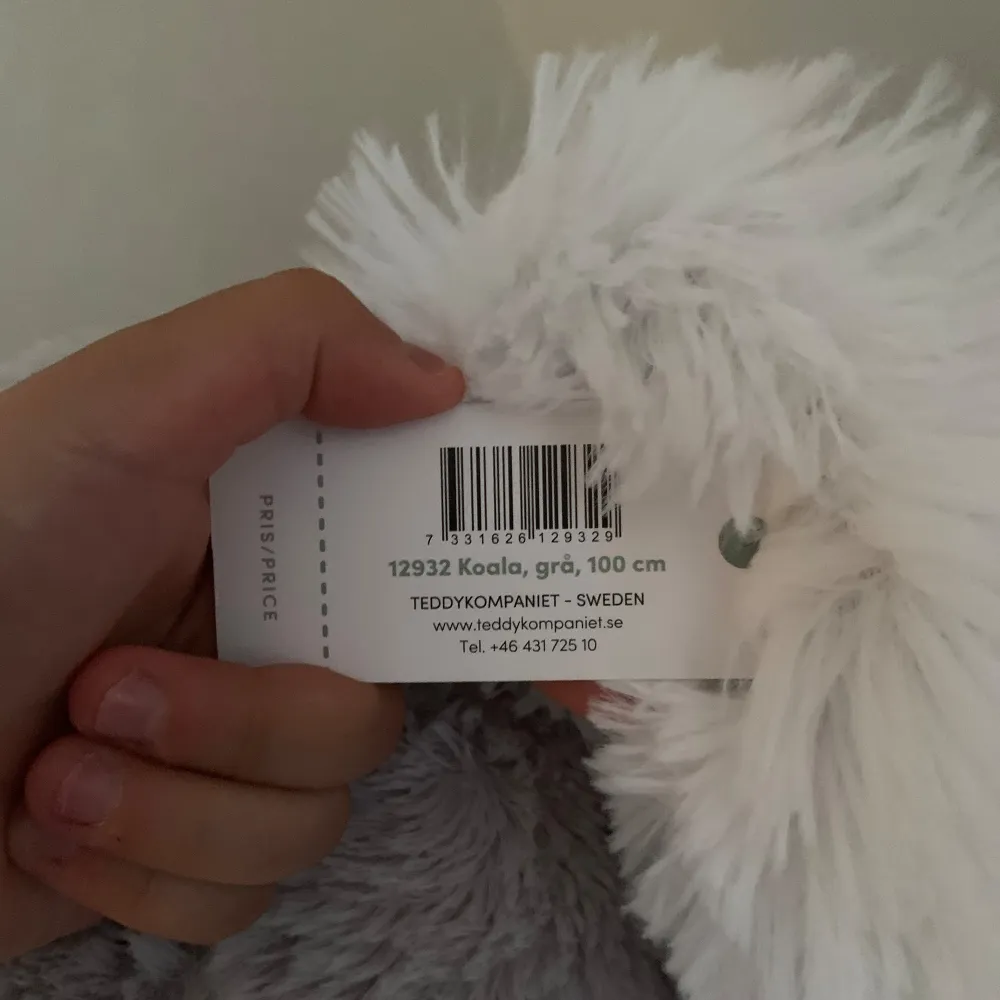 PRIS/PRICE
7 331626 129329
12932 Koala, grå, 100 cm
TEDDYKOMPANIET - SWEDEN
www.teddykompaniet.se
Tel. +46 431 725 10